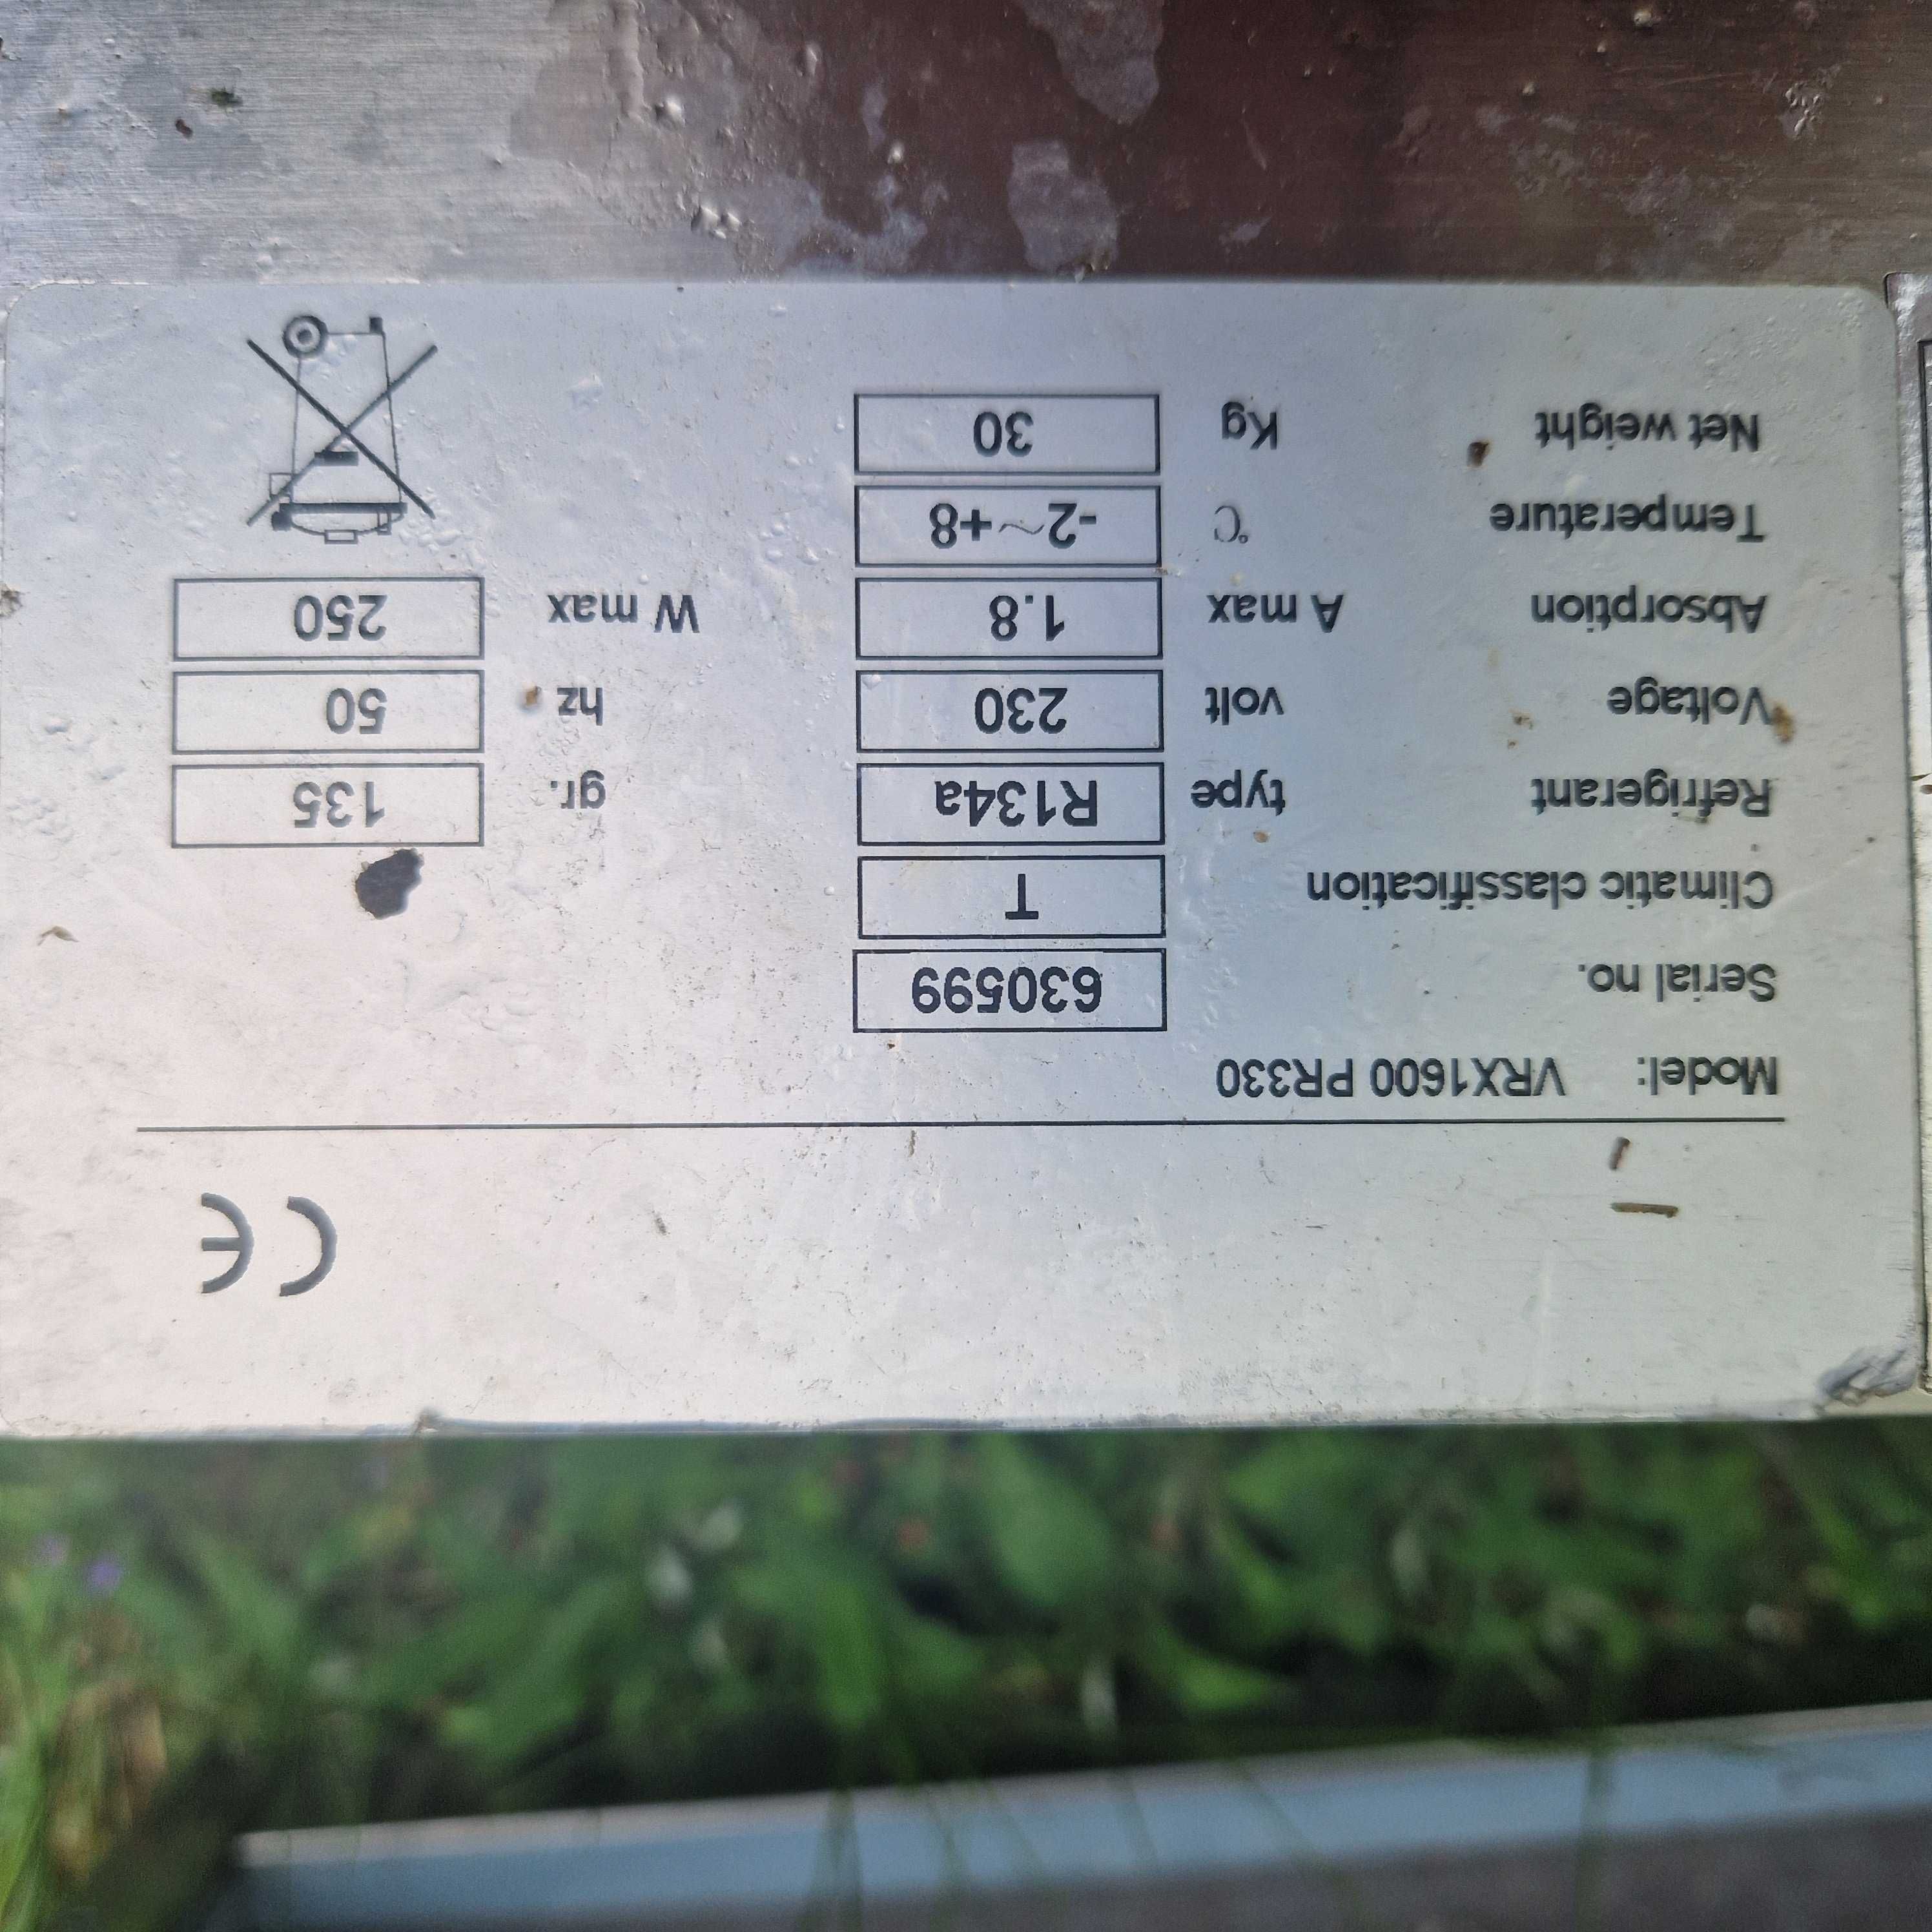 CE
Model: VRX1600 PR330
Serial no. 630599
Climatic classification T
Refrigerant type R134a gr. 135
Voltage volt 230 hz 50
Absorption A max 1.8 W max 250
Temperature °C -2~+8
Net weight Kg 30